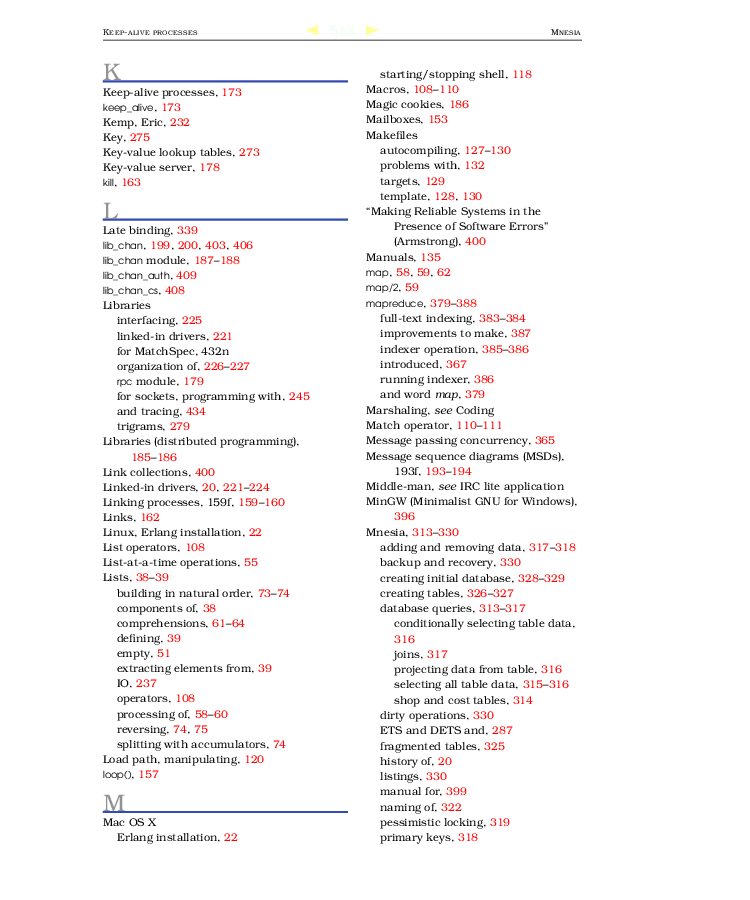 KEEP-ALIVE PROCESSES
MNESIA
K
Keep-alive processes, 173
keep_alive, 173
Kemp, Eric, 232
Key, 275
Key-value lookup tables, 273
Key-value server, 178
kill, 163
L
Late binding, 339
lib_chan, 199, 200, 403, 406
lib_chan module, 187–188
lib_chan_auth, 409
lib_chan_cs, 408
Libraries
interfacing, 225
linked-in drivers, 221
for MatchSpec, 432n
organization of, 226–227
rpc module, 179
for sockets, programming with, 245
and tracing, 434
trigrams, 279
Libraries (distributed programming),
185–186
Link collections, 400
Linked-in drivers, 20, 221–224
Linking processes, 159f, 159–160
Links, 162
Linux, Erlang installation, 22
List operators, 108
List-at-a-time operations, 55
Lists, 38–39
building in natural order, 73–74
components of, 38
comprehensions, 61–64
defining, 39
empty, 51
extracting elements from, 39
IO, 237
operators, 108
processing of, 58–60
reversing, 74, 75
splitting with accumulators, 74
Load path, manipulating, 120
loop(), 157
M
Mac OS X
Erlang installation, 22
starting/stopping shell, 118
Macros, 108–110
Magic cookies, 186
Mailboxes, 153
Makefiles
autocompiling, 127–130
problems with, 132
targets, 129
template, 128, 130
“Making Reliable Systems in the
Presence of Software Errors”
(Armstrong), 400
Manuals, 135
map, 58, 59, 62
map/2, 59
mapreduce, 379–388
full-text indexing, 383–384
improvements to make, 387
indexer operation, 385–386
introduced, 367
running indexer, 386
and word map, 379
Marshaling, see Coding
Match operator, 110–111
Message passing concurrency, 365
Message sequence diagrams (MSDs),
193f, 193–194
Middle-man, see IRC lite application
MinGW (Minimalist GNU for Windows),
396
Mnesia, 313–330
adding and removing data, 317–318
backup and recovery, 330
creating initial database, 328–329
creating tables, 326–327
database queries, 313–317
conditionally selecting table data,
316
joins, 317
projecting data from table, 316
selecting all table data, 315–316
shop and cost tables, 314
dirty operations, 330
ETS and DETS and, 287
fragmented tables, 325
history of, 20
listings, 330
manual for, 399
naming of, 322
pessimistic locking, 319
primary keys, 318